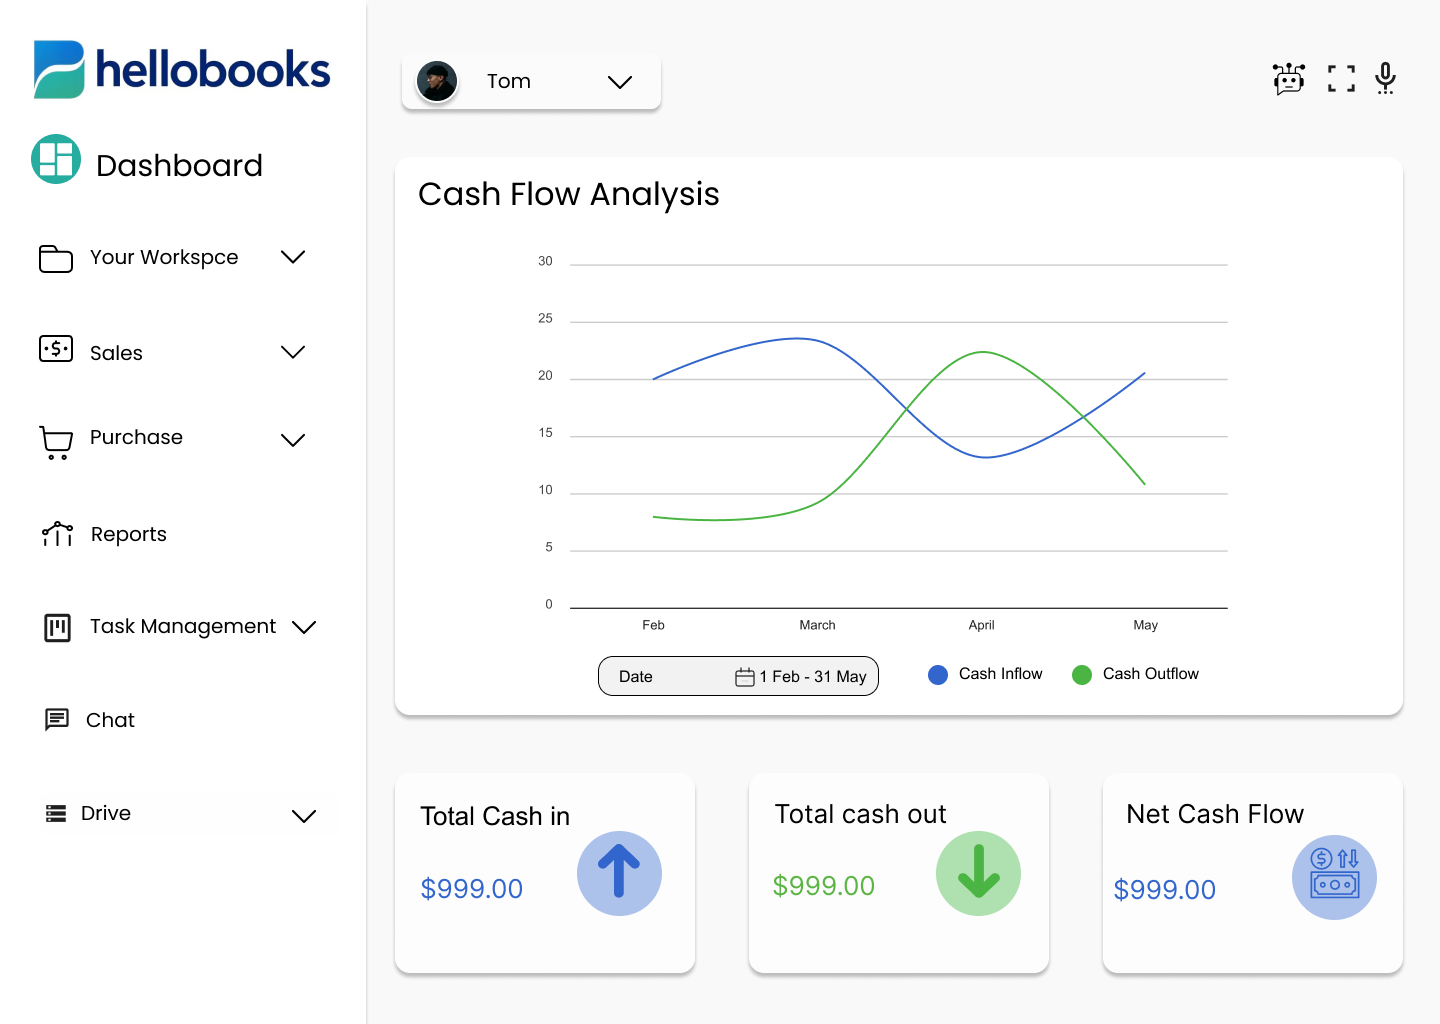 hellobooks
Dashboard
Your Workspce
Sales
Purchase
Reports
Task Management
Chat
Drive
Tom
Cash Flow Analysis
30
25
20
15
10
5
0
Feb March April May
Date 1 Feb - 31 May
Cash Inflow Cash Outflow
Total Cash in
$999.00
Total cash out
$999.00
Net Cash Flow
$999.00